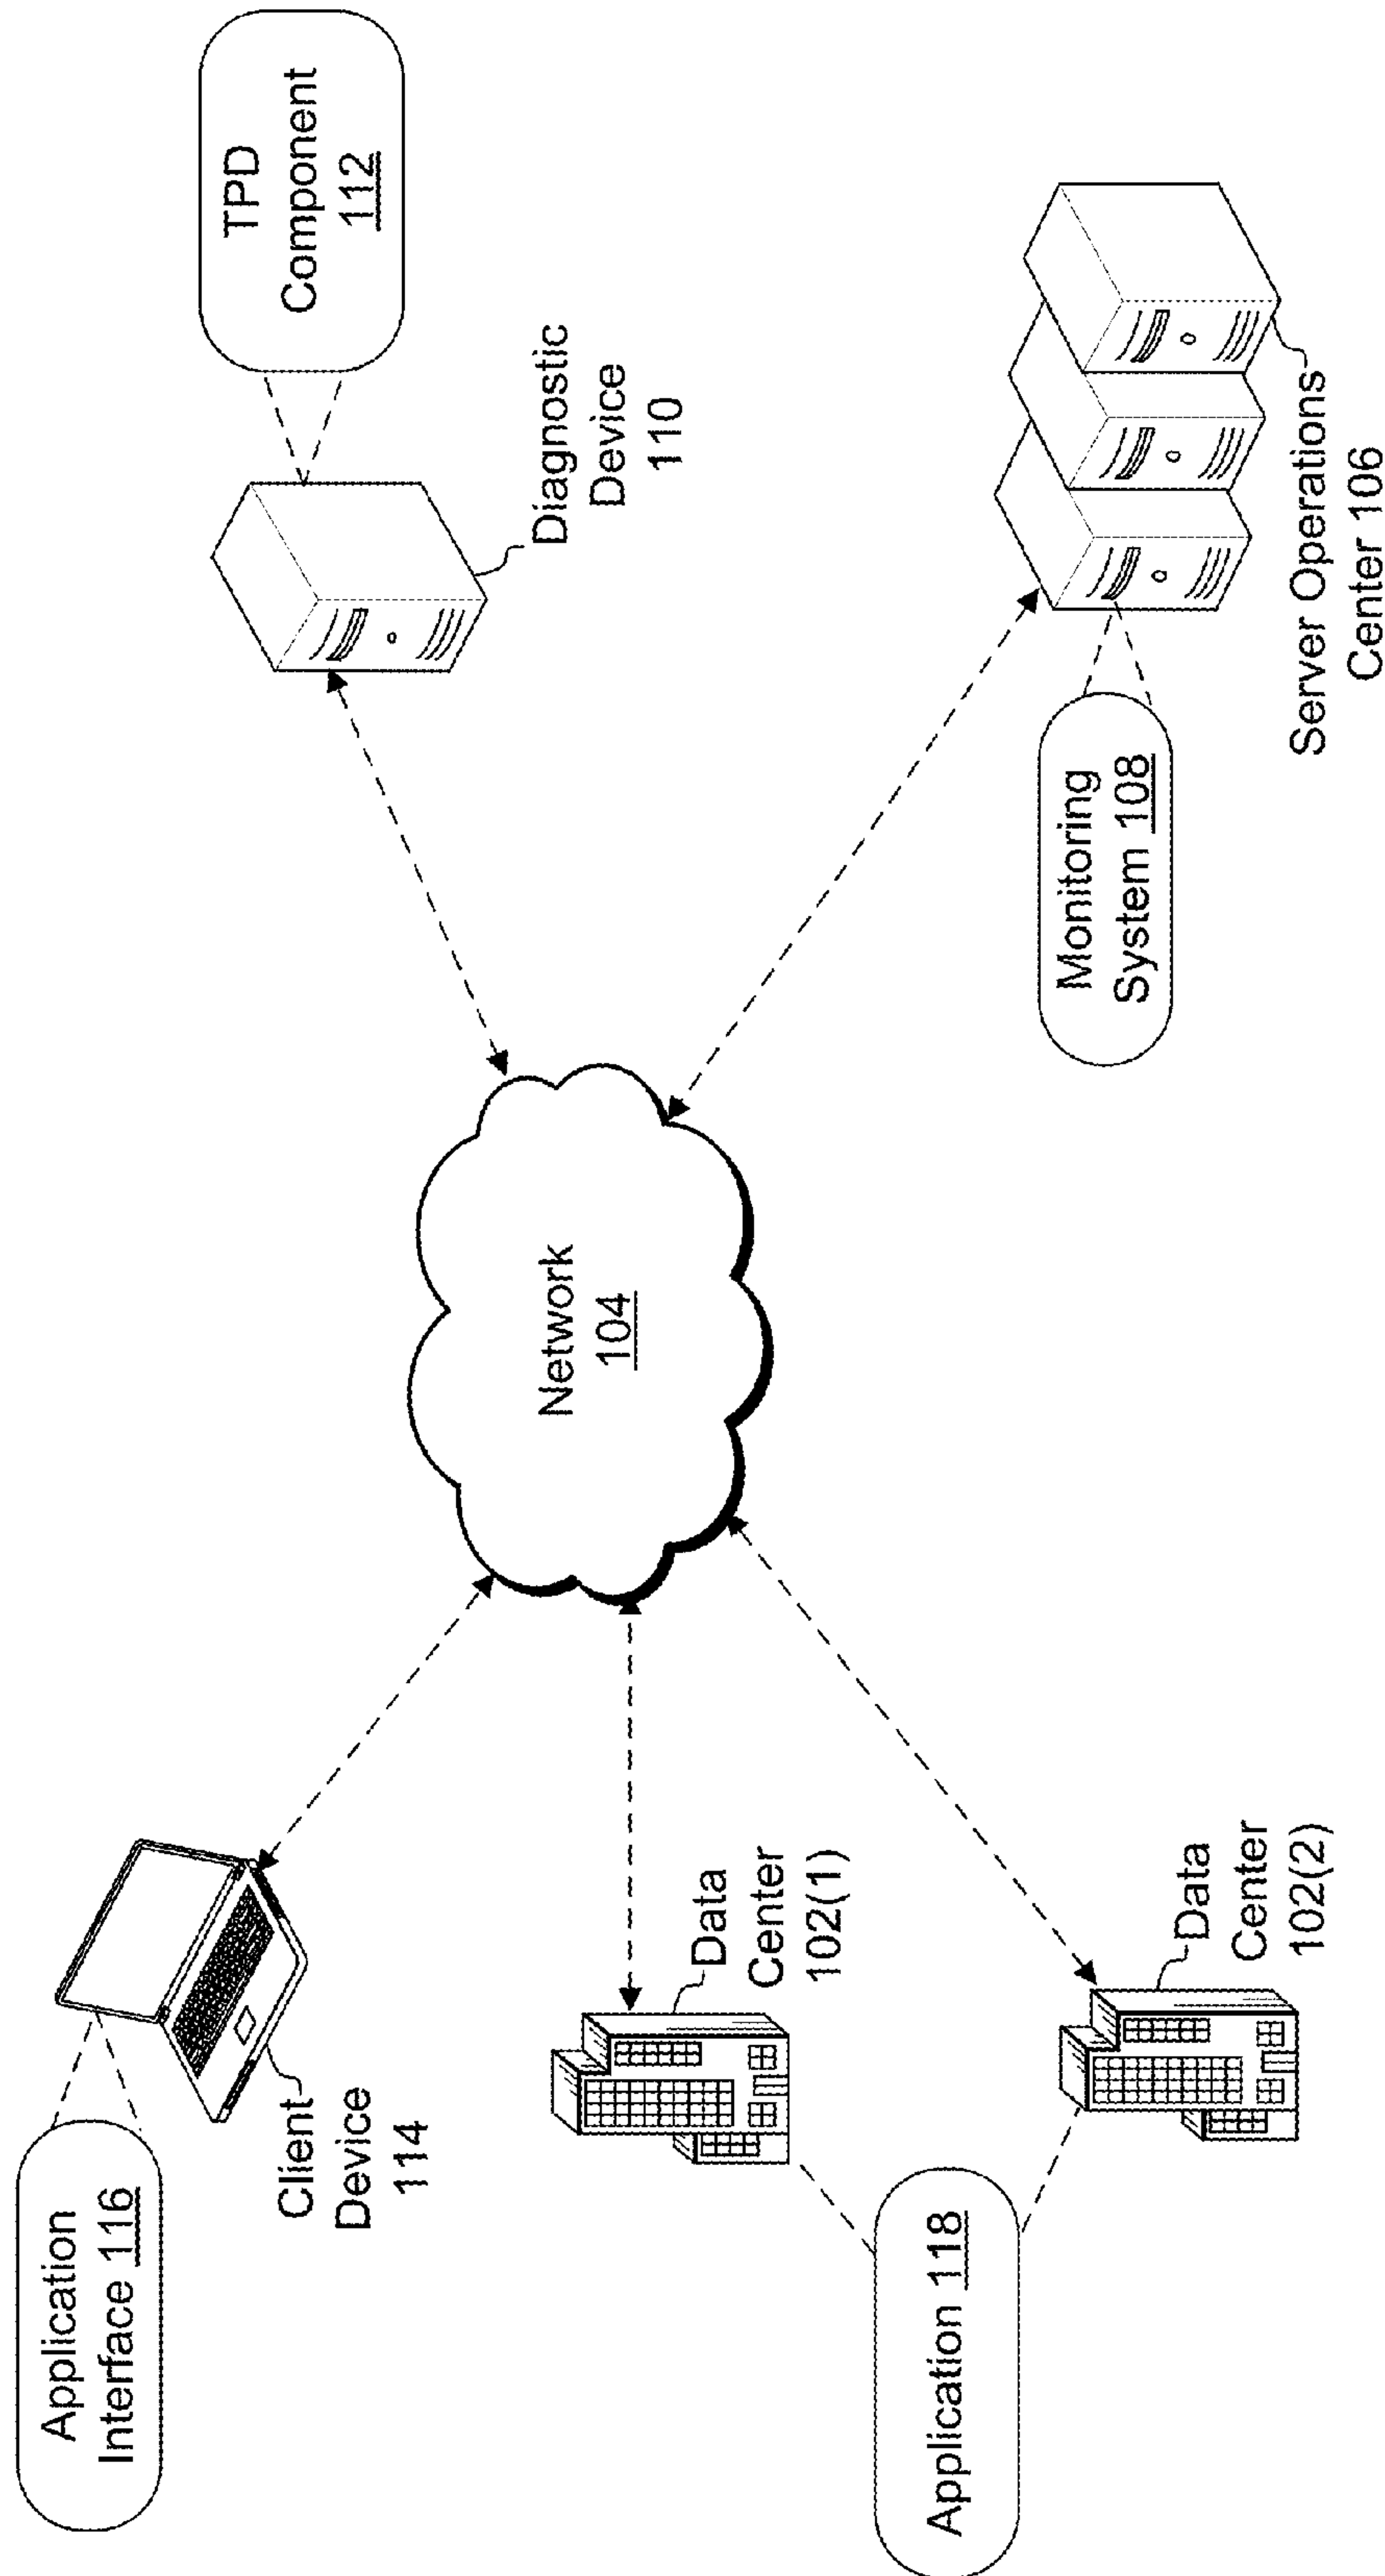 Application
Interface 116
Client
Device
114
Data
Center
102(1)
Application 118
Data
Center
102(2)
Network
104
TPD
Component
112
Diagnostic
Device
110
Monitoring
System 108
Server Operations
Center 106